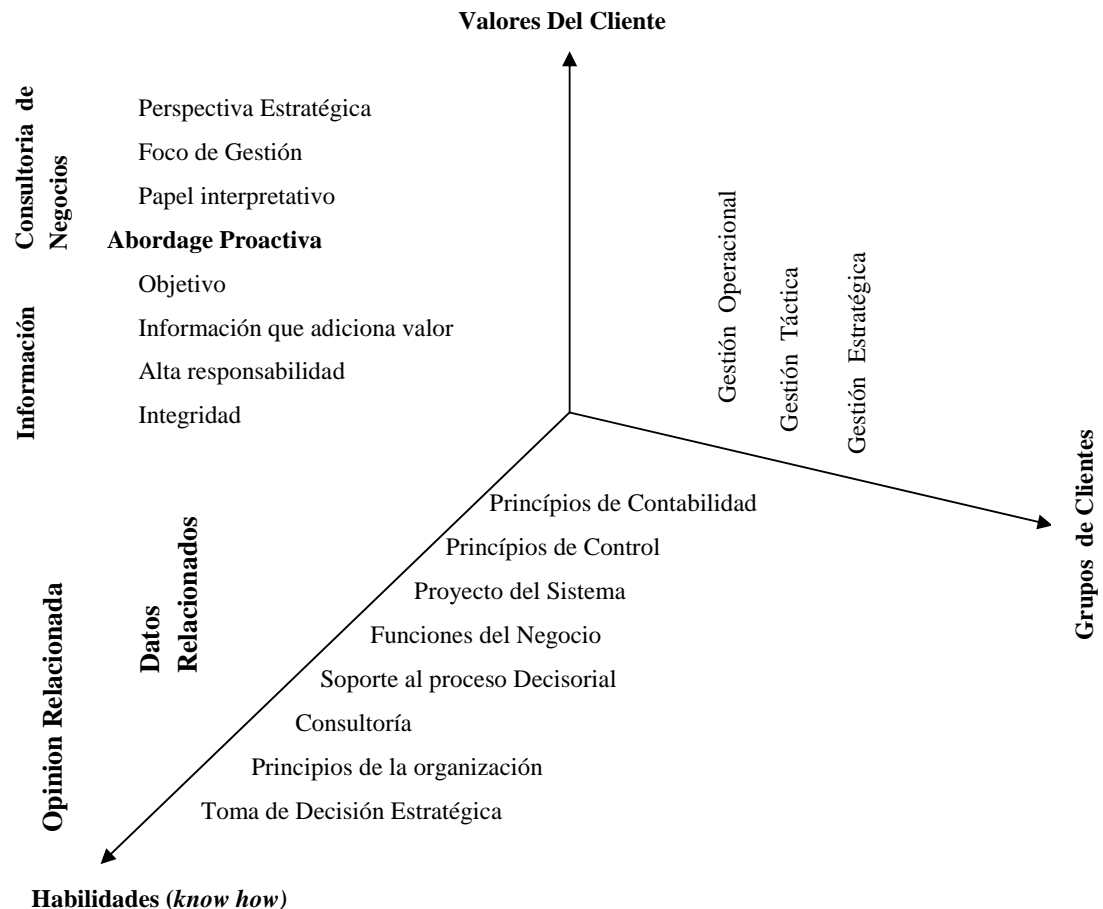 Valores Del Cliente
Consultoria de
Negocios
Perspectiva Estratégica
Foco de Gestión
Papel interpretativo
Abordage Proactiva
Objetivo
Información que adiciona valor
Alta responsabilidad
Integridad
Información
Gestión Operacional
Gestión Táctica
Gestión Estratégica
Grupos de Clientes
Princípios de Contabilidad
Princípios de Control
Proyecto del Sistema
Funciones del Negocio
Soporte al proceso Decisorial
Consultoría
Principios de la organización
Toma de Decisión Estratégica
Datos
Relacionados
Opinion Relacionada
Habilidades (know how)